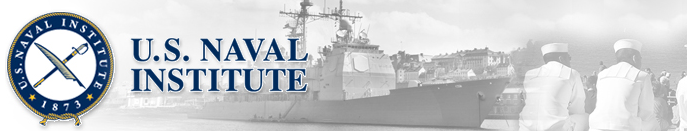 U.S. NAVAL INSTITUTE
1873
U.S. NAVAL
INSTITUTE